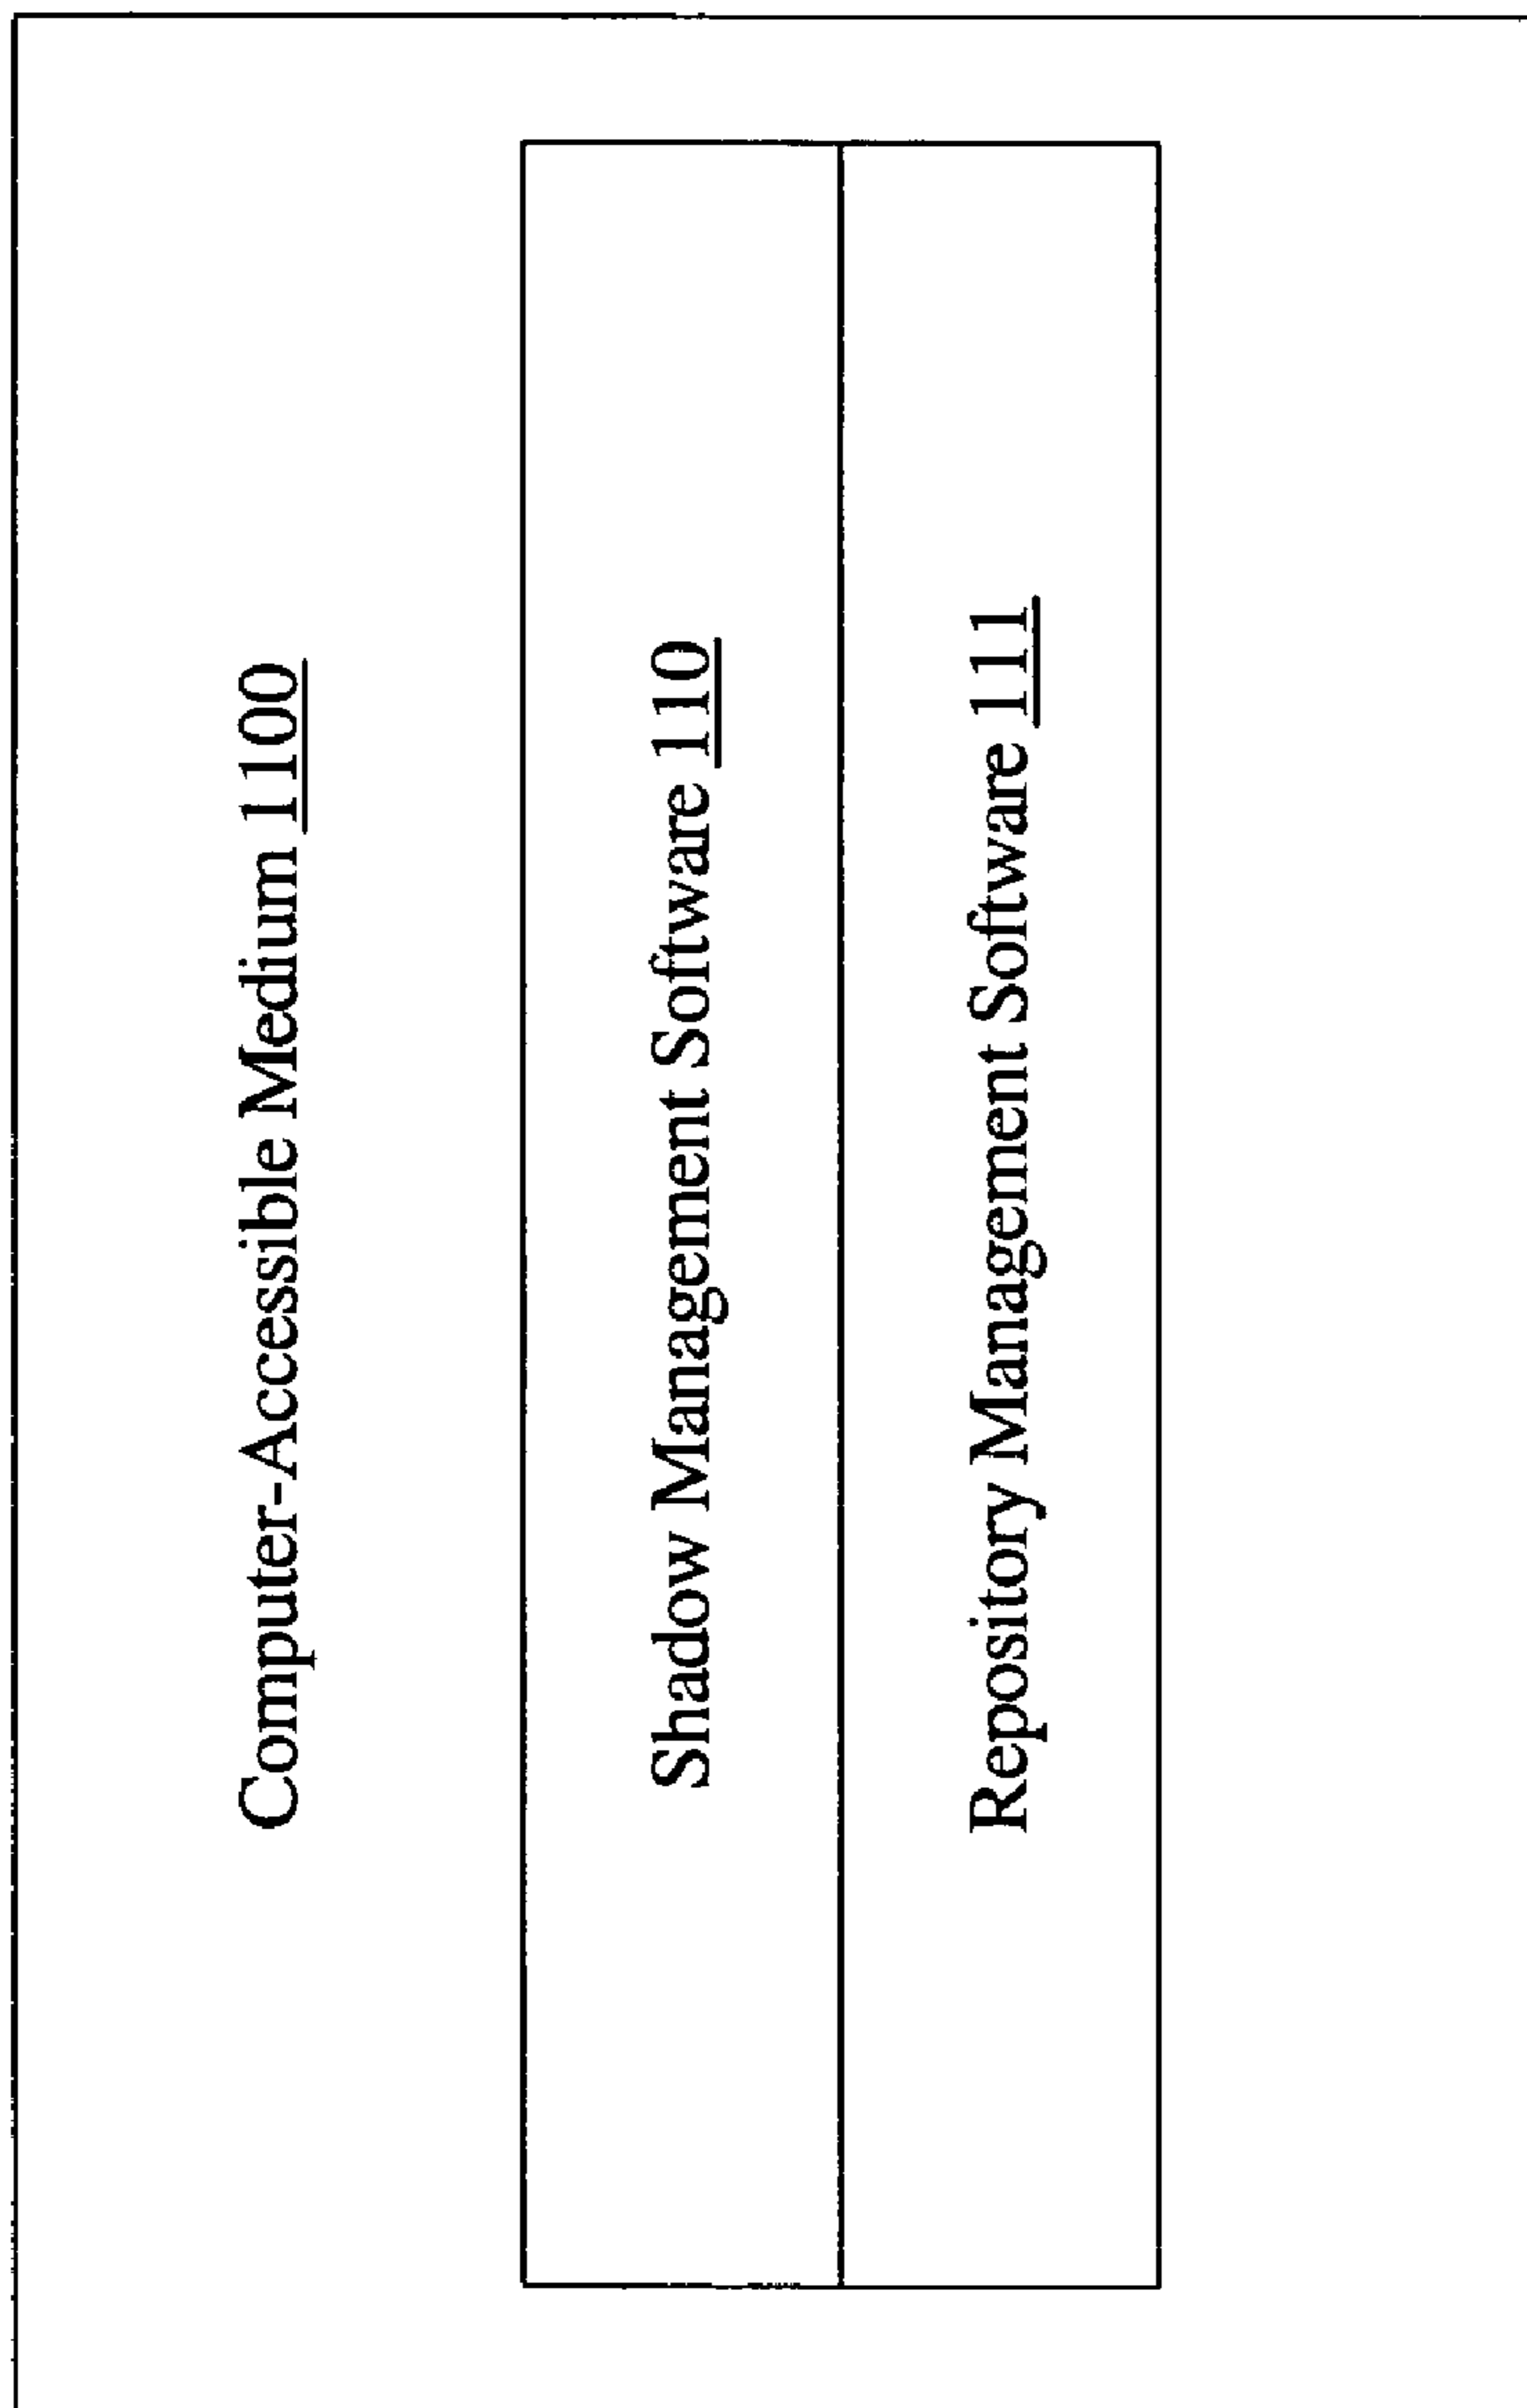 Computer-Accessible Medium 1100
Shadow Management Software 110
Repository Management Software 111